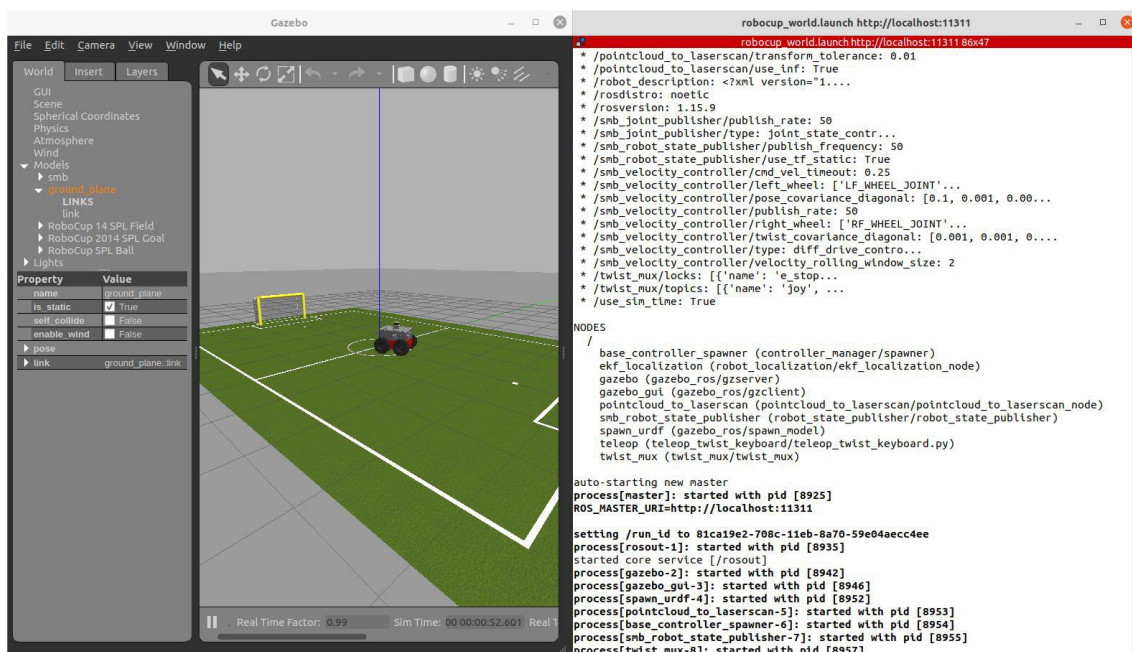 Gazebo
File Edit Camera View Window Help
World Insert Layers
GUI
Scene
Spherical Coordinates
Physics
Atmosphere
Wind
Models
smb
ground_plane
LINKS
link
RoboCup 14 SPL Field
RoboCup 2014 SPL Goal
RoboCup SPL Ball
Lights
Property Value
name ground_plane
is_static True
self_collide False
enable_wind False
pose
link ground_plane::link
Real Time Factor: 0.99 Sim Time: 00 00:00:52.601 Real T
robocup_world.launch http://localhost:11311
robocup_world.launch http://localhost:11311 86x47
* /pointcloud_to_laserscan/transform_tolerance: 0.01
* /pointcloud_to_laserscan/use_inf: True
* /robot_description: <?xml version="1....
* /rosdistro: noetic
* /rosversion: 1.15.9
* /smb_joint_publisher/publish_rate: 50
* /smb_joint_publisher/type: joint_state_contr...
* /smb_robot_state_publisher/publish_frequency: 50
* /smb_robot_state_publisher/use_tf_static: True
* /smb_velocity_controller/cmd_vel_timeout: 0.25
* /smb_velocity_controller/left_wheel: ['LF_WHEEL_JOINT'...
* /smb_velocity_controller/pose_covariance_diagonal: [0.1, 0.001, 0.00...
* /smb_velocity_controller/publish_rate: 50
* /smb_velocity_controller/right_wheel: ['RF_WHEEL_JOINT'...
* /smb_velocity_controller/twist_covariance_diagonal: [0.001, 0.001, 0....
* /smb_velocity_controller/type: diff_drive_contro...
* /smb_velocity_controller/velocity_rolling_window_size: 2
* /twist_mux/locks: [{'name': 'e_stop...
* /twist_mux/topics: [{'name': 'joy', ...
* /use_sim_time: True
NODES
/
base_controller_spawner (controller_manager/spawner)
ekf_localization (robot_localization/ekf_localization_node)
gazebo (gazebo_ros/gzserver)
gazebo_gui (gazebo_ros/gzclient)
pointcloud_to_laserscan (pointcloud_to_laserscan/pointcloud_to_laserscan_node)
smb_robot_state_publisher (robot_state_publisher/robot_state_publisher)
spawn_urdf (gazebo_ros/spawn_model)
teleop (teleop_twist_keyboard/teleop_twist_keyboard.py)
twist_mux (twist_mux/twist_mux)
auto-starting new master
process[master]: started with pid [8925]
ROS_MASTER_URI=http://localhost:11311
setting /run_id to 81ca19e2-708c-11eb-8a70-59e04aecc4ee
process[rosout-1]: started with pid [8935]
started core service [/rosout]
process[gazebo-2]: started with pid [8942]
process[gazebo_gui-3]: started with pid [8946]
process[spawn_urdf-4]: started with pid [8952]
process[pointcloud_to_laserscan-5]: started with pid [8953]
process[base_controller_spawner-6]: started with pid [8954]
process[smb_robot_state_publisher-7]: started with pid [8955]
process[twist_mux-8]: started with pid [8957]